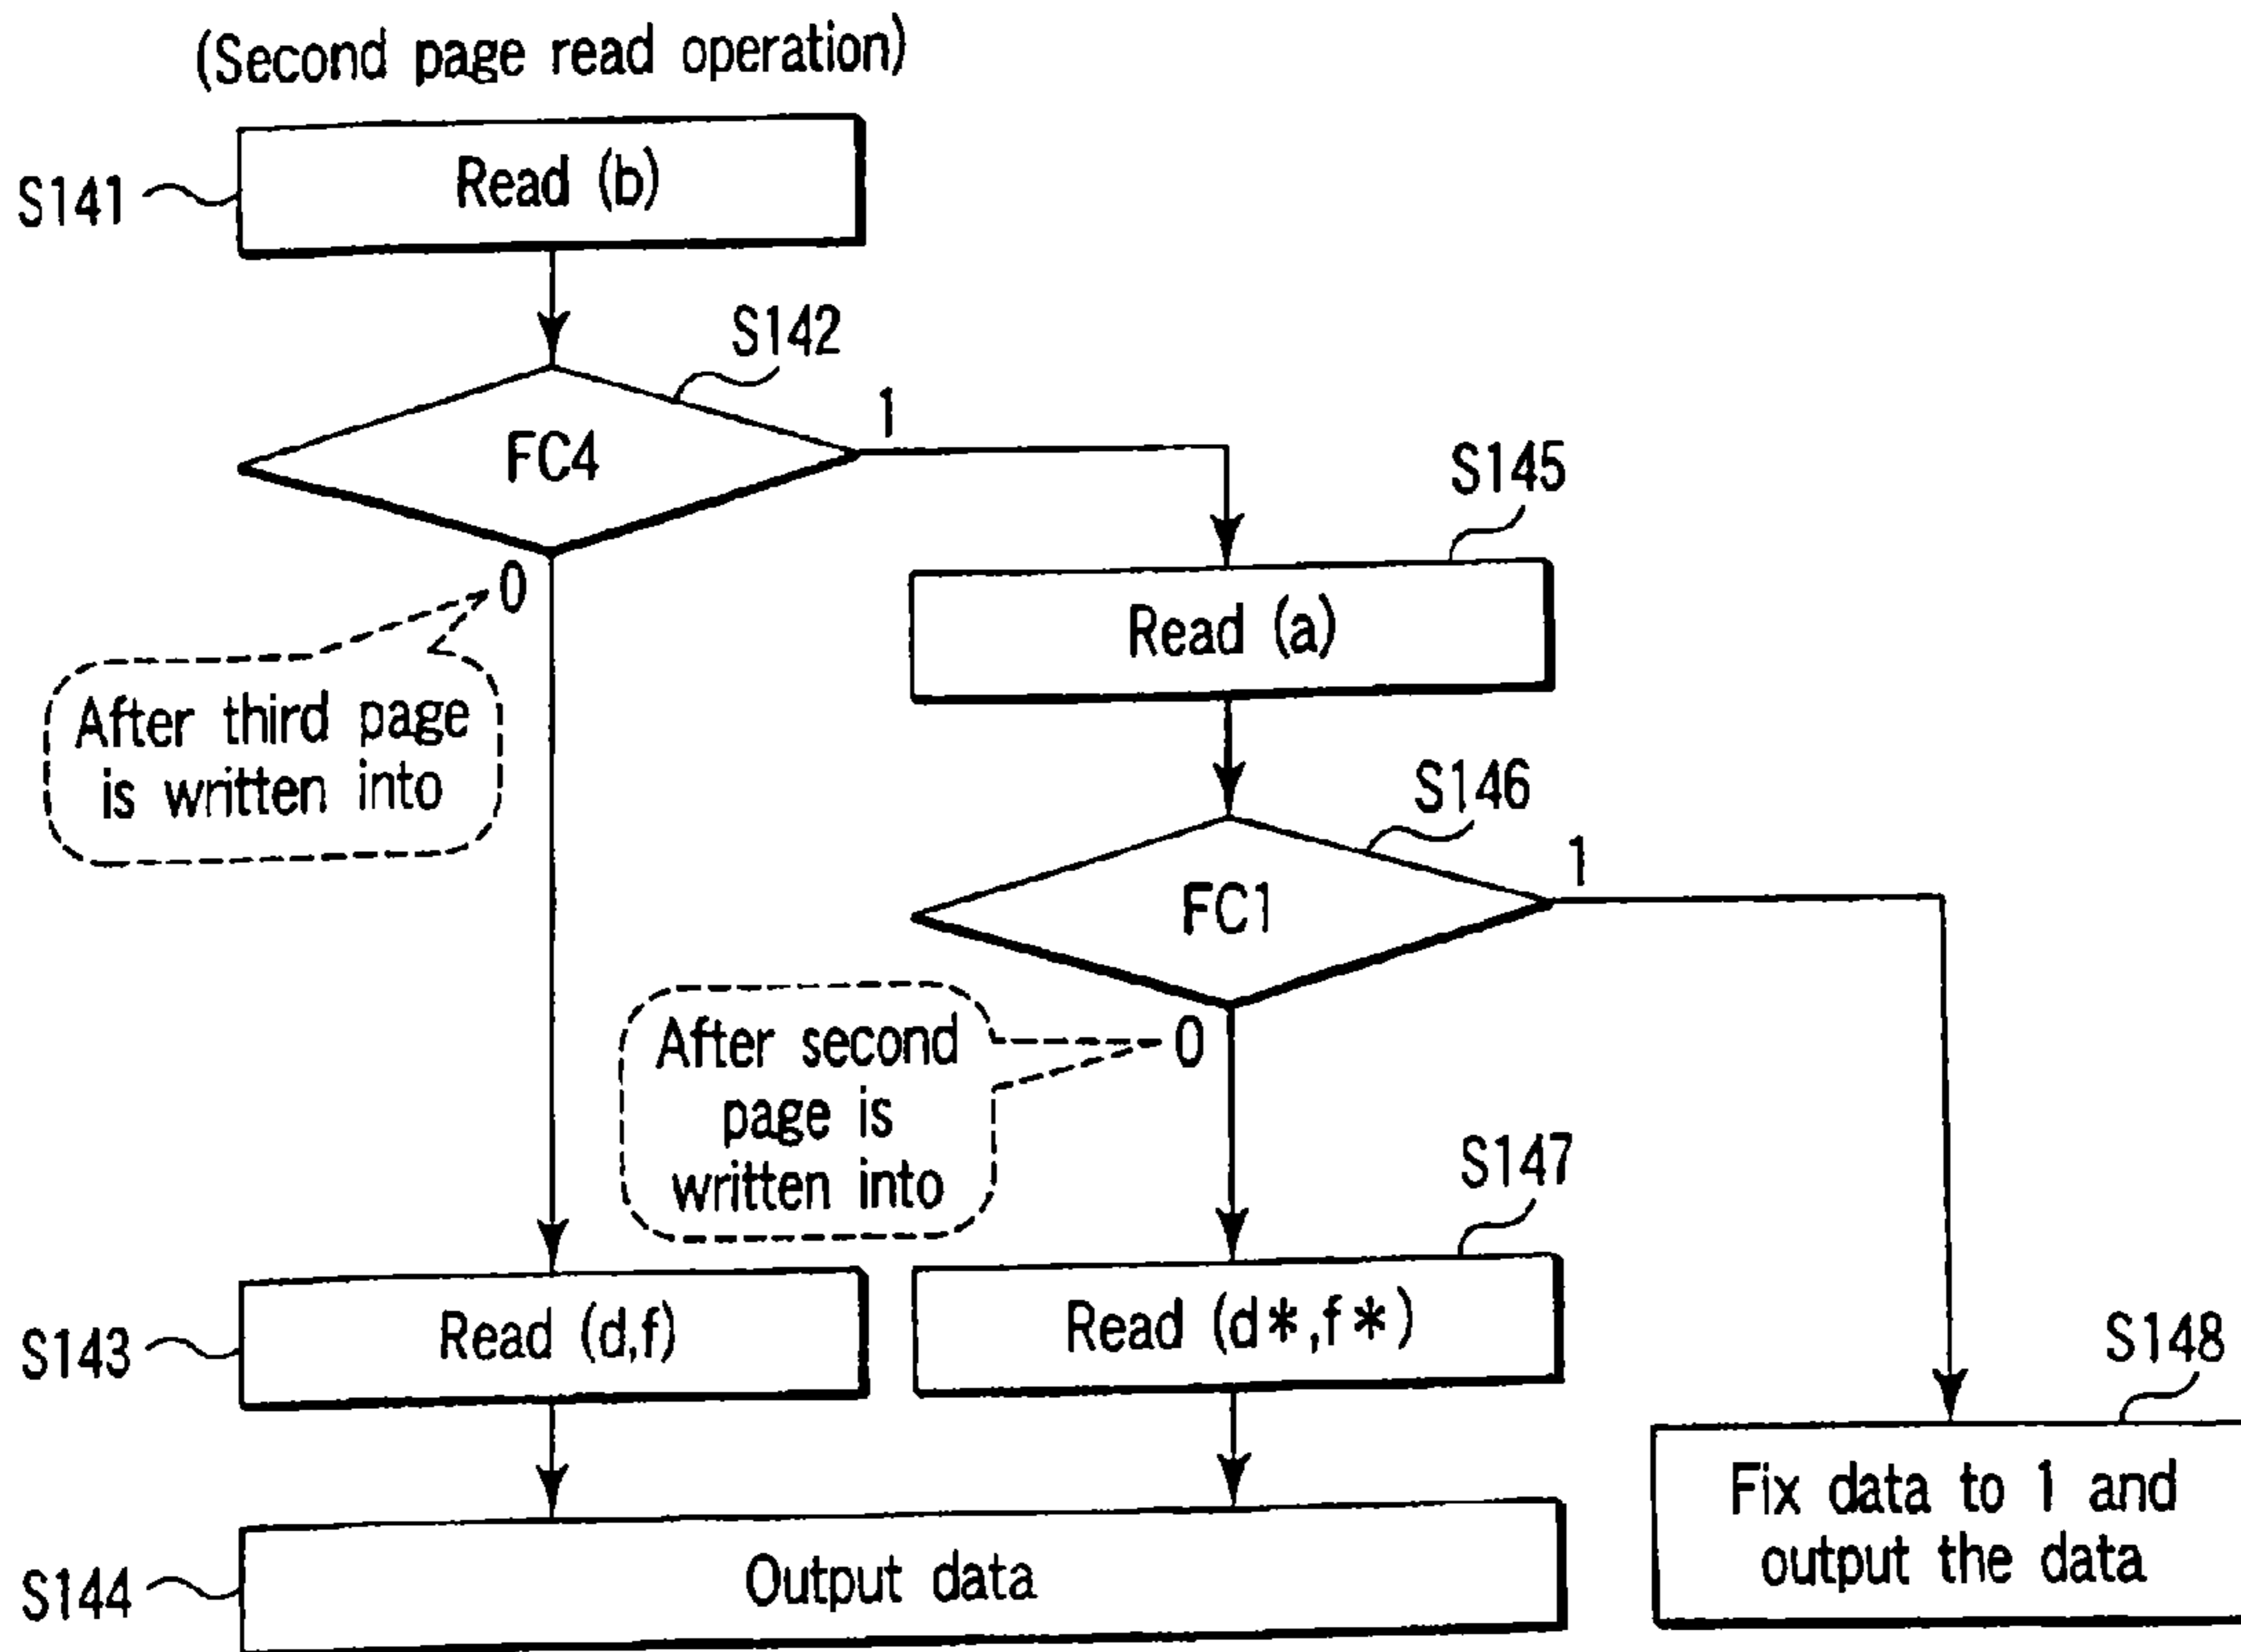 (Second page read operation)
S141
Read (b)
S142
FC4
1
0
After third page
is written into
S145
Read (a)
S146
FC1
1
0
After second
page is
written into
S143
Read (d,f)
S147
Read (d*,f*)
S148
Fix data to 1 and
output the data
S144
Output data